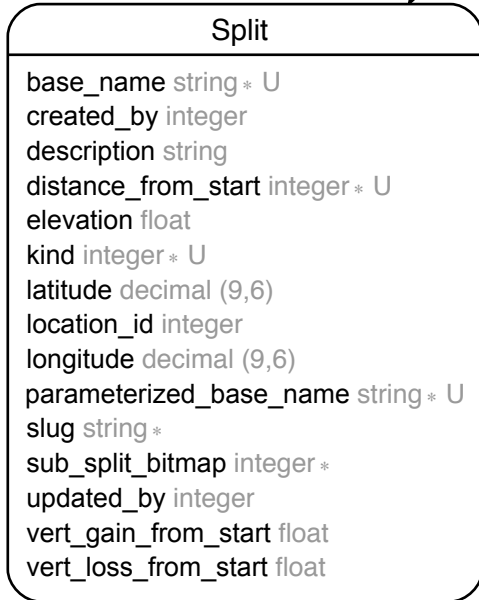 Split
base_name string * U
created_by integer
description string
distance_from_start integer * U
elevation float
kind integer * U
latitude decimal (9,6)
location_id integer
longitude decimal (9,6)
parameterized_base_name string * U
slug string *
sub_split_bitmap integer *
updated_by integer
vert_gain_from_start float
vert_loss_from_start float